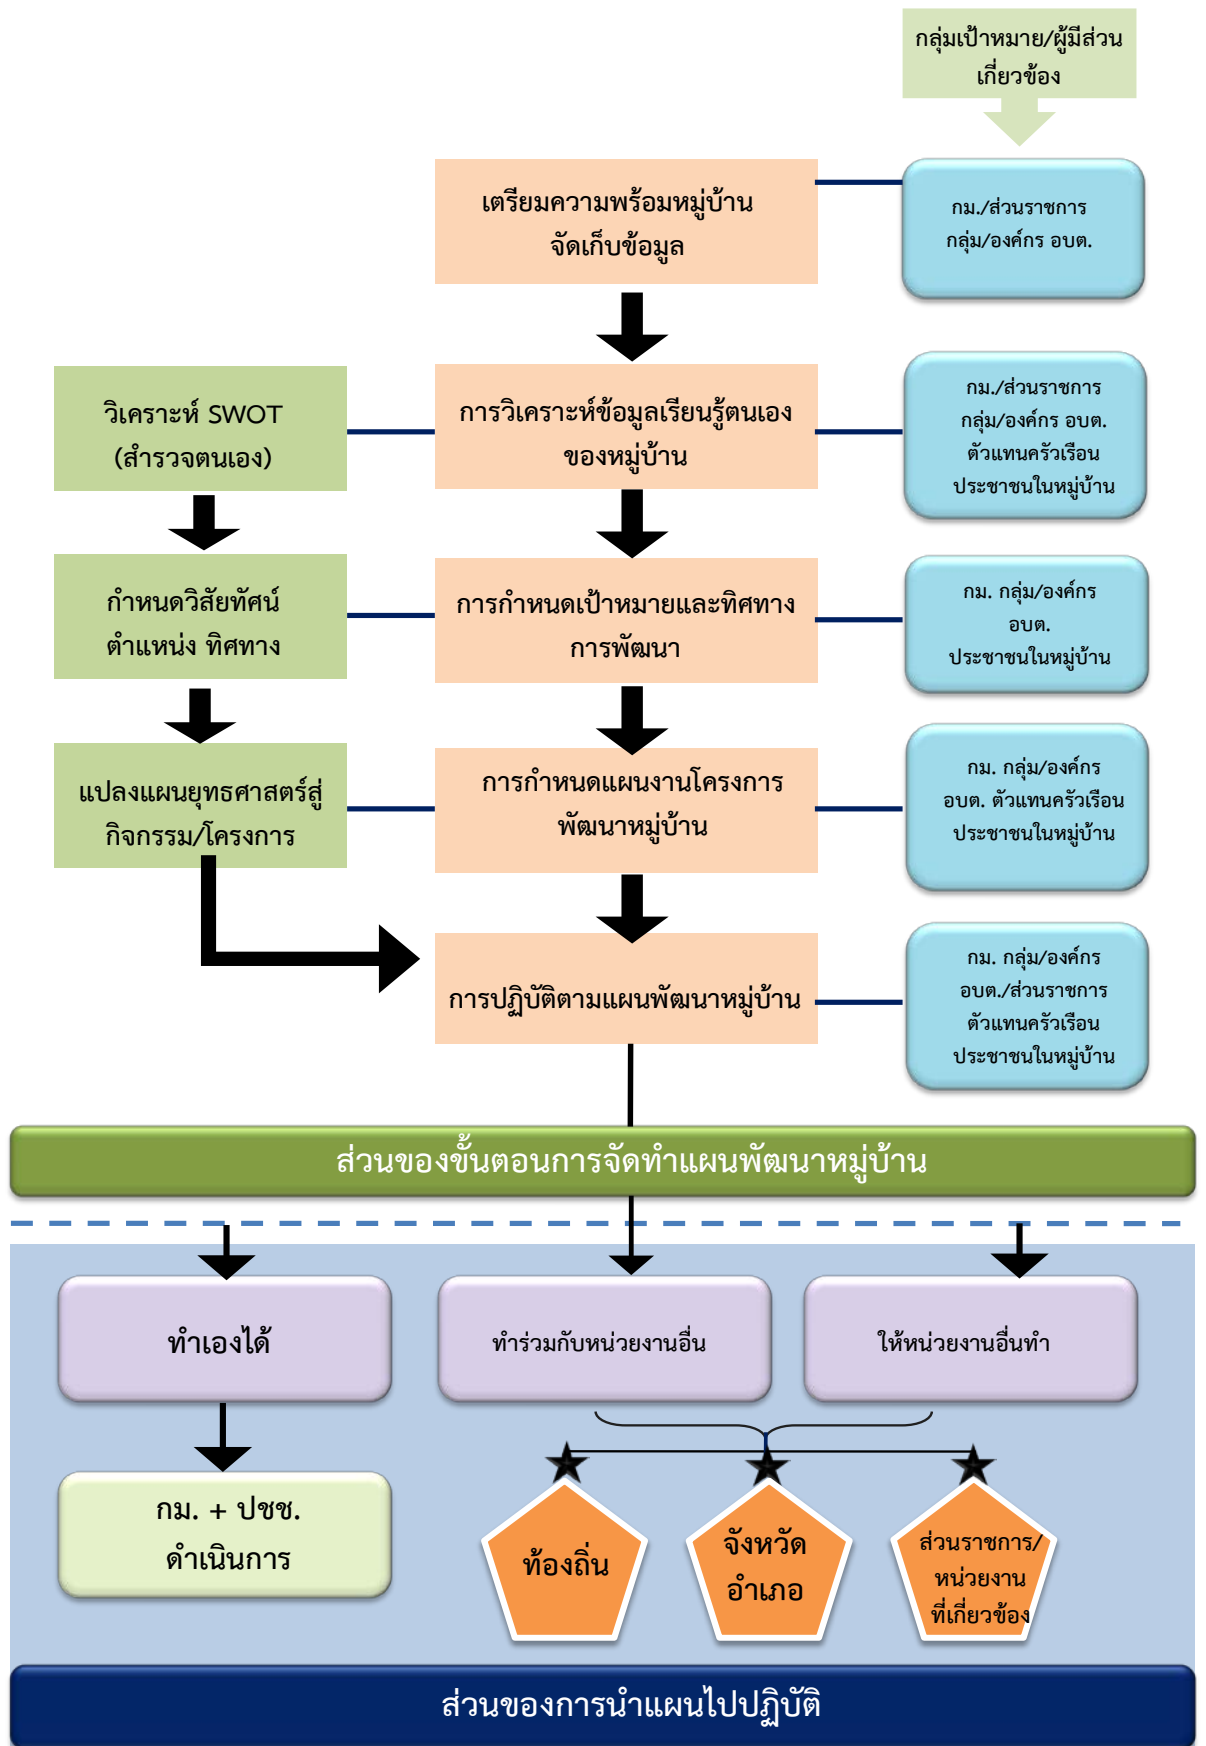 กลุ่มเป้าหมาย/ผู้มีส่วน
เกี่ยวข้อง
เตรียมความพร้อมหมู่บ้าน
จัดเก็บข้อมูล
กม./ส่วนราชการ
กลุ่ม/องค์กร อบต.
วิเคราะห์ SWOT
(สำรวจตนเอง)
การวิเคราะห์ข้อมูลเรียนรู้ตนเอง
ของหมู่บ้าน
กม./ส่วนราชการ
กลุ่ม/องค์กร อบต.
ตัวแทนครัวเรือน
ประชาชนในหมู่บ้าน
กำหนดวิสัยทัศน์
ตำแหน่ง ทิศทาง
การกำหนดเป้าหมายและทิศทาง
การพัฒนา
กม. กลุ่ม/องค์กร
อบต.
ประชาชนในหมู่บ้าน
แปลงแผนยุทธศาสตร์สู่
กิจกรรม/โครงการ
การกำหนดแผนงานโครงการ
พัฒนาหมู่บ้าน
กม. กลุ่ม/องค์กร
อบต. ตัวแทนครัวเรือน
ประชาชนในหมู่บ้าน
การปฏิบัติตามแผนพัฒนาหมู่บ้าน
กม. กลุ่ม/องค์กร
อบต./ส่วนราชการ
ตัวแทนครัวเรือน
ประชาชนในหมู่บ้าน
ส่วนของขั้นตอนการจัดทำแผนพัฒนาหมู่บ้าน
ทำเองได้
ทำร่วมกับหน่วยงานอื่น
ให้หน่วยงานอื่นทำ
กม. + ปชช.
ดำเนินการ
ท้องถิ่น
จังหวัด
อำเภอ
ส่วนราชการ/
หน่วยงาน
ที่เกี่ยวข้อง
ส่วนของการนำแผนไปปฏิบัติ